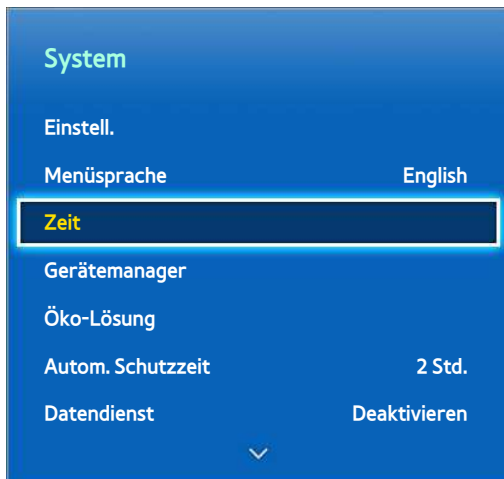 System
Einstell.
Menüsprache English
Zeit
Gerätemanager
Öko-Lösung
Autom. Schutzzeit 2 Std.
Datendienst Deaktivieren